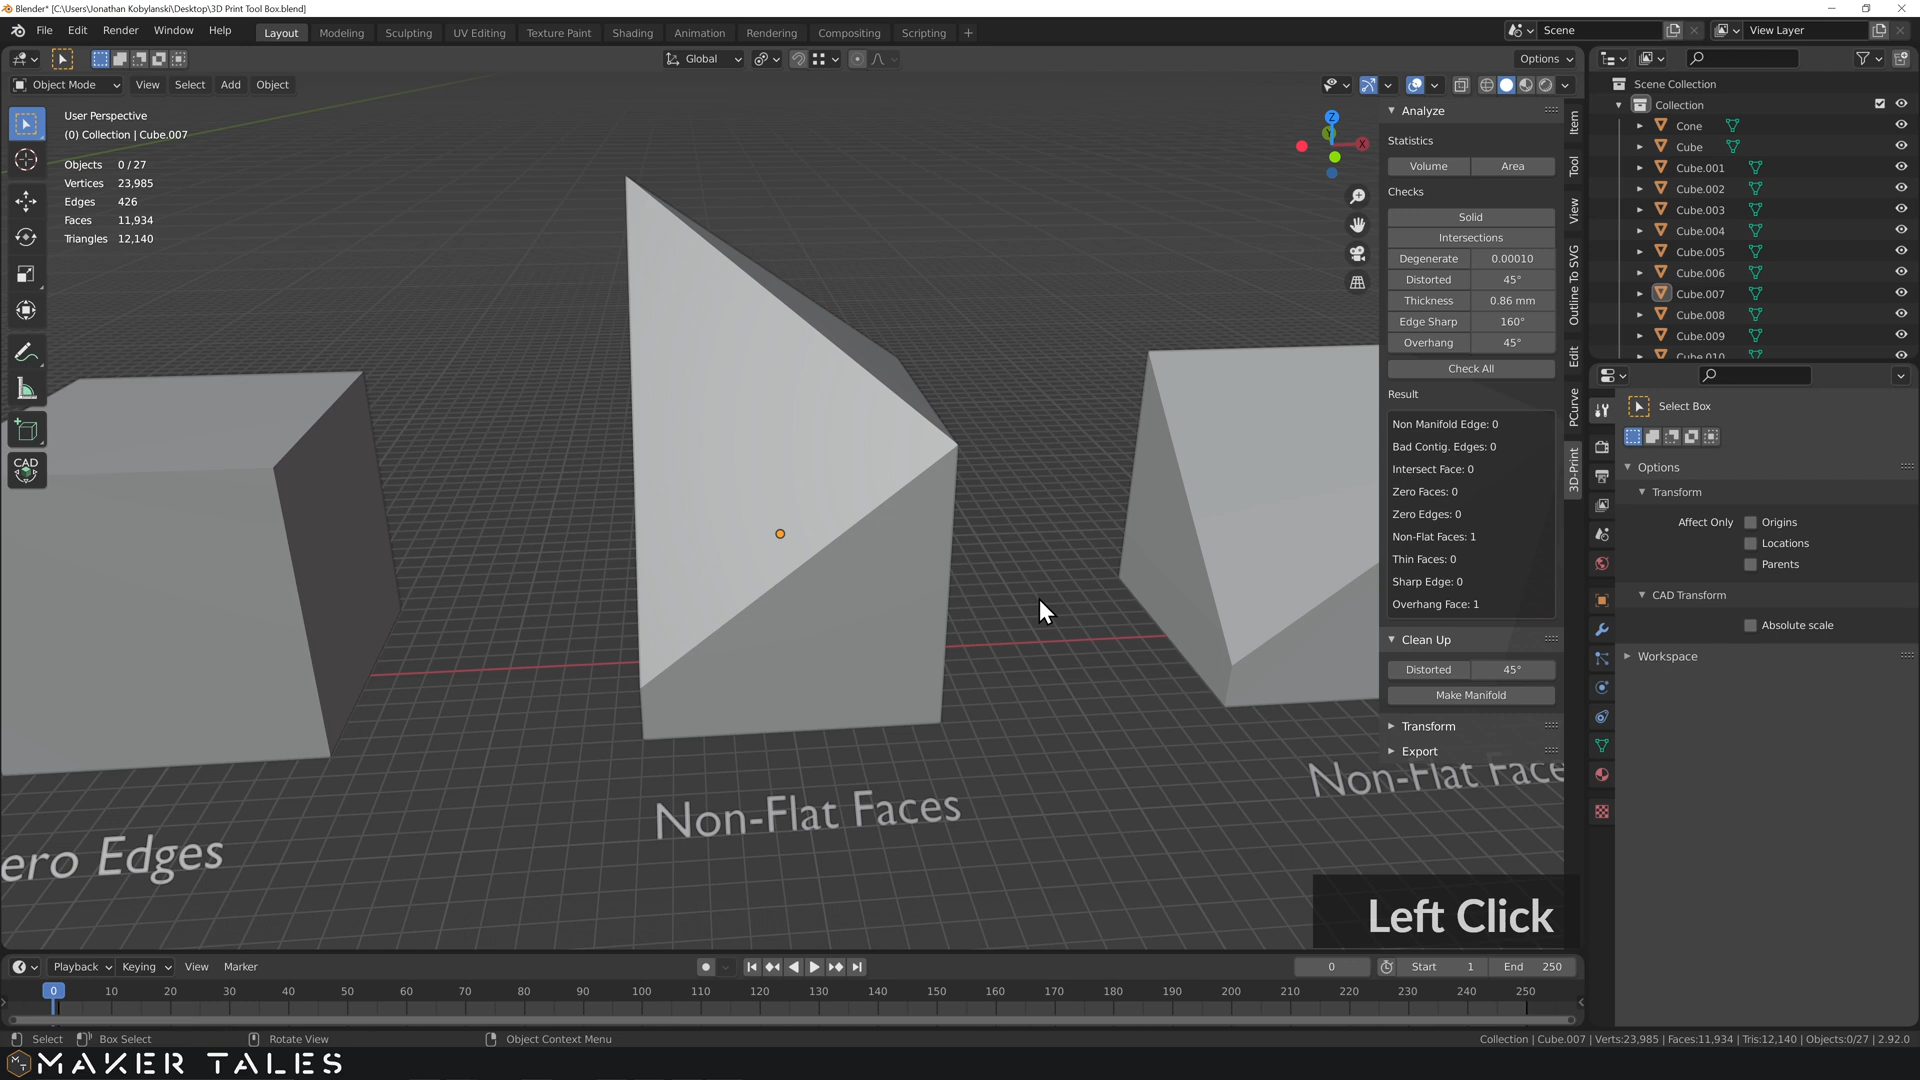 Blender* [C:\Users\Jonathan Kobylanski\Desktop\3D Print Tool Box.blend]
File Edit Render Window Help
Layout Modeling Sculpting UV Editing Texture Paint Shading Animation Rendering Compositing Scripting +
Scene
View Layer
Global
Options
Object Mode View Select Add Object
User Perspective
(0) Collection | Cube.007
Objects 0 / 27
Vertices 23,985
Edges 426
Faces 11,934
Triangles 12,140
CAD
Z
Y
X
Analyze
Statistics
Volume Area
Checks
Solid
Intersections
Degenerate 0.00010
Distorted 45°
Thickness 0.86 mm
Edge Sharp 160°
Overhang 45°
Check All
Result
Non Manifold Edge: 0
Bad Contig. Edges: 0
Intersect Face: 0
Zero Faces: 0
Zero Edges: 0
Non-Flat Faces: 1
Thin Faces: 0
Sharp Edge: 0
Overhang Face: 1
Clean Up
Distorted 45°
Make Manifold
Transform
Export
Item
Tool
View
Outline To SVG
Edit
PCurve
3D-Print
Scene Collection
Collection
Cone
Cube
Cube.001
Cube.002
Cube.003
Cube.004
Cube.005
Cube.006
Cube.007
Cube.008
Cube.009
Cube.010
Select Box
Options
Transform
Affect Only Origins
Locations
Parents
CAD Transform
Absolute scale
Workspace
ero Edges
Non-Flat Faces
Non-Flat Face
Left Click
Playback Keying View Marker
0
Start 1
End 250
0 10 20 30 40 50 60 70 80 90 100 110 120 130 140 150 160 170 180 190 200 210 220 230 240 250
Select Box Select Rotate View Object Context Menu
Collection | Cube.007 | Verts:23,985 | Faces:11,934 | Tris:12,140 | Objects:0/27 | 2.92.0
MAKER TALES